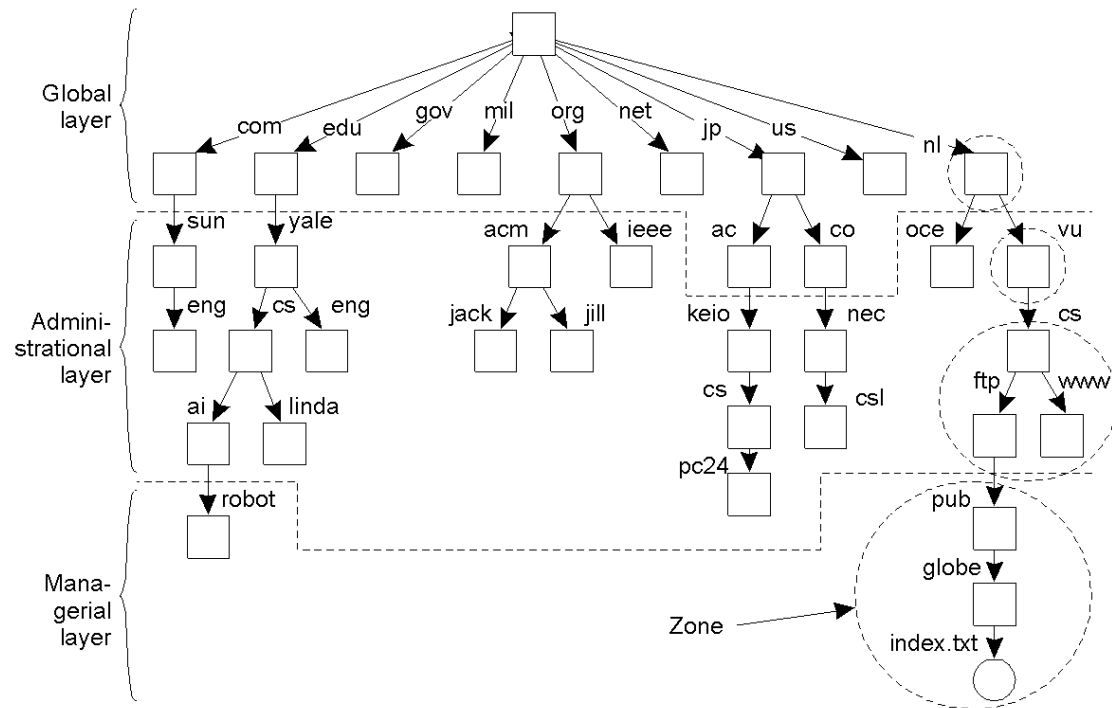 Global
layer
com
edu
gov
mil
org
net
jp
us
nl
sun
yale
acm
ieee
ac
co
oce
vu
Admini-
strational
layer
eng
cs
eng
jack
jill
keio
nec
cs
ai
linda
cs
csl
ftp
www
pc24
robot
pub
Mana-
gerial
layer
globe
Zone
index.txt